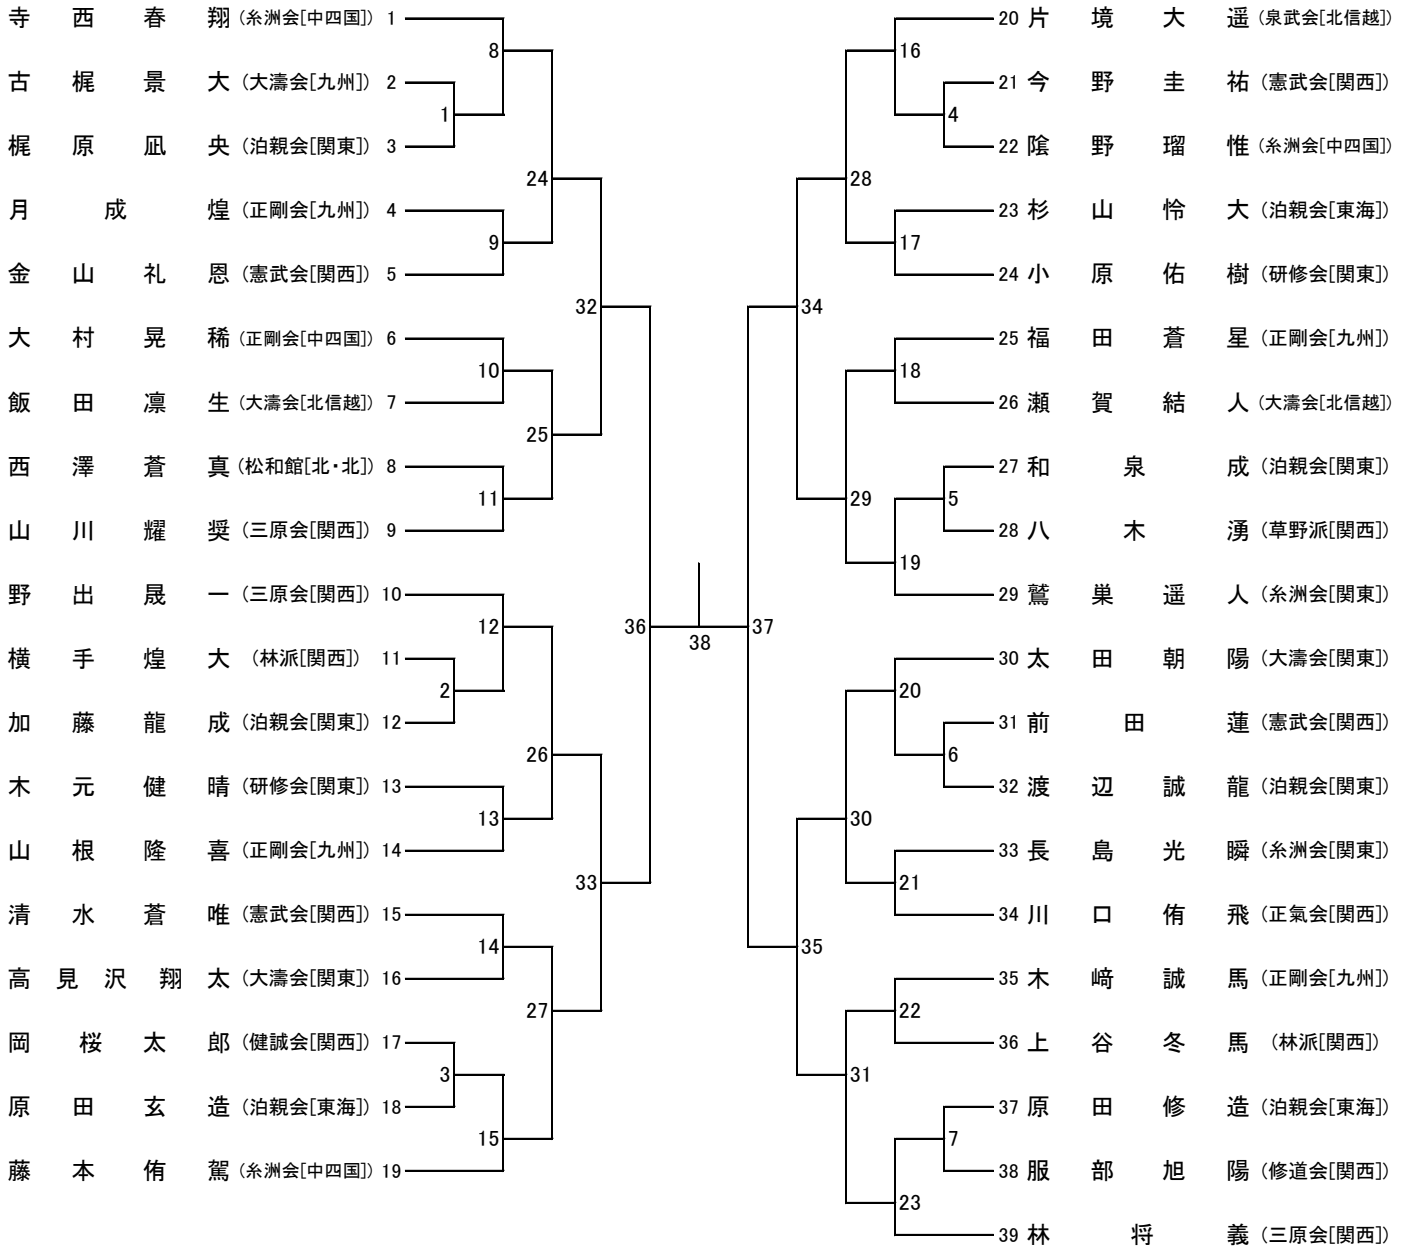 寺西春翔 (糸洲会[中四国]) 1
古梶景大 (大濤会[九州]) 2
梶原凪央 (泊親会[関東]) 3
月成煌 (正剛会[九州]) 4
金山礼恩 (憲武会[関西]) 5
大村晃稀 (正剛会[中四国]) 6
飯田凛生 (大濤会[北信越]) 7
西澤蒼真 (松和館[北・北]) 8
山川耀奨 (三原会[関西]) 9
野出晟一 (三原会[関西]) 10
横手煌大 (林派[関西]) 11
加藤龍成 (泊親会[関東]) 12
木元健晴 (研修会[関東]) 13
山根隆喜 (正剛会[九州]) 14
清水蒼唯 (憲武会[関西]) 15
高見沢翔太 (大濤会[関東]) 16
岡桜太郎 (健誠会[関西]) 17
原田玄造 (泊親会[東海]) 18
藤本侑駕 (糸洲会[中四国]) 19
8
1
24
9
32
10
25
11
12
36
2
26
13
33
14
27
3
15
38
37
16
4
28
17
34
18
29
5
19
20
6
30
21
35
22
31
7
23
20 片境大遥 (泉武会[北信越])
21 今野圭祐 (憲武会[関西])
22 陰野瑠惟 (糸洲会[中四国])
23 杉山怜大 (泊親会[東海])
24 小原佑樹 (研修会[関東])
25 福田蒼星 (正剛会[九州])
26 瀬賀結人 (大濤会[北信越])
27 和泉成 (泊親会[関東])
28 八木湧 (草野派[関西])
29 鷲巣遥人 (糸洲会[関東])
30 太田朝陽 (大濤会[関東])
31 前田蓮 (憲武会[関西])
32 渡辺誠龍 (泊親会[関東])
33 長島光瞬 (糸洲会[関東])
34 川口侑飛 (正氣会[関西])
35 木﨑誠馬 (正剛会[九州])
36 上谷冬馬 (林派[関西])
37 原田修造 (泊親会[東海])
38 服部旭陽 (修道会[関西])
39 林将義 (三原会[関西])